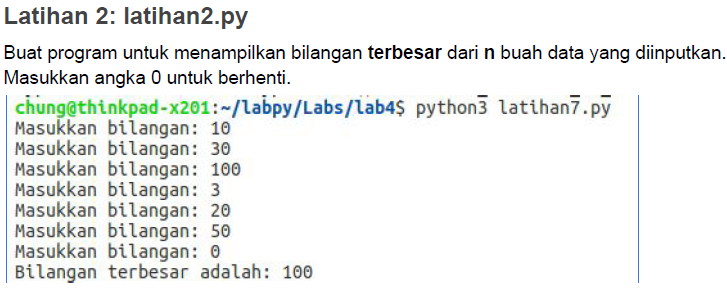 Latihan 2: latihan2.py
Buat program untuk menampilkan bilangan terbesar dari n buah data yang diinputkan.
Masukkan angka 0 untuk berhenti.
chung@thinkpad-x201:~/labpy/Labs/lab4$ python3 latihan7.py
Masukkan bilangan: 10
Masukkan bilangan: 30
Masukkan bilangan: 100
Masukkan bilangan: 3
Masukkan bilangan: 20
Masukkan bilangan: 50
Masukkan bilangan: 0
Bilangan terbesar adalah: 100